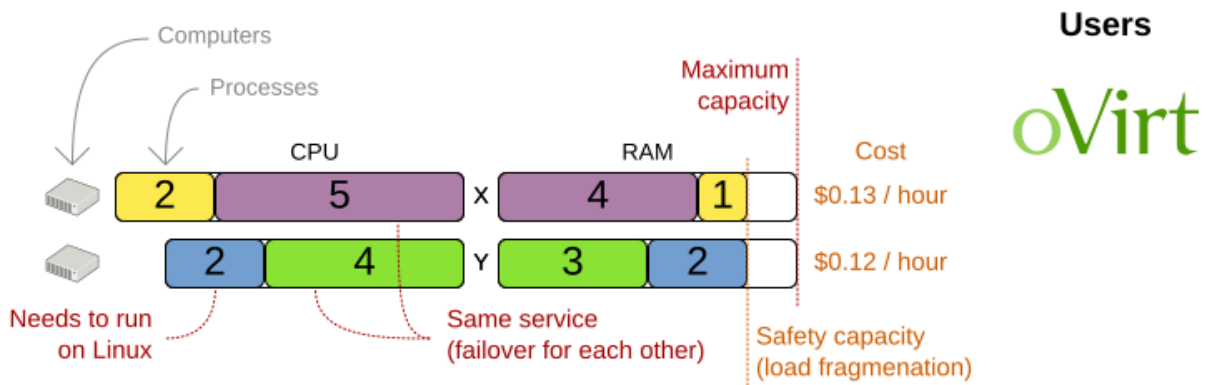 Computers
Users
Processes
Maximum
capacity
oVirt
CPU
RAM
Cost
2
5
X
4
1
$0.13 / hour
2
4
Y
3
2
$0.12 / hour
Needs to run
on Linux
Same service
(failover for each other)
Safety capacity
(load fragmenation)